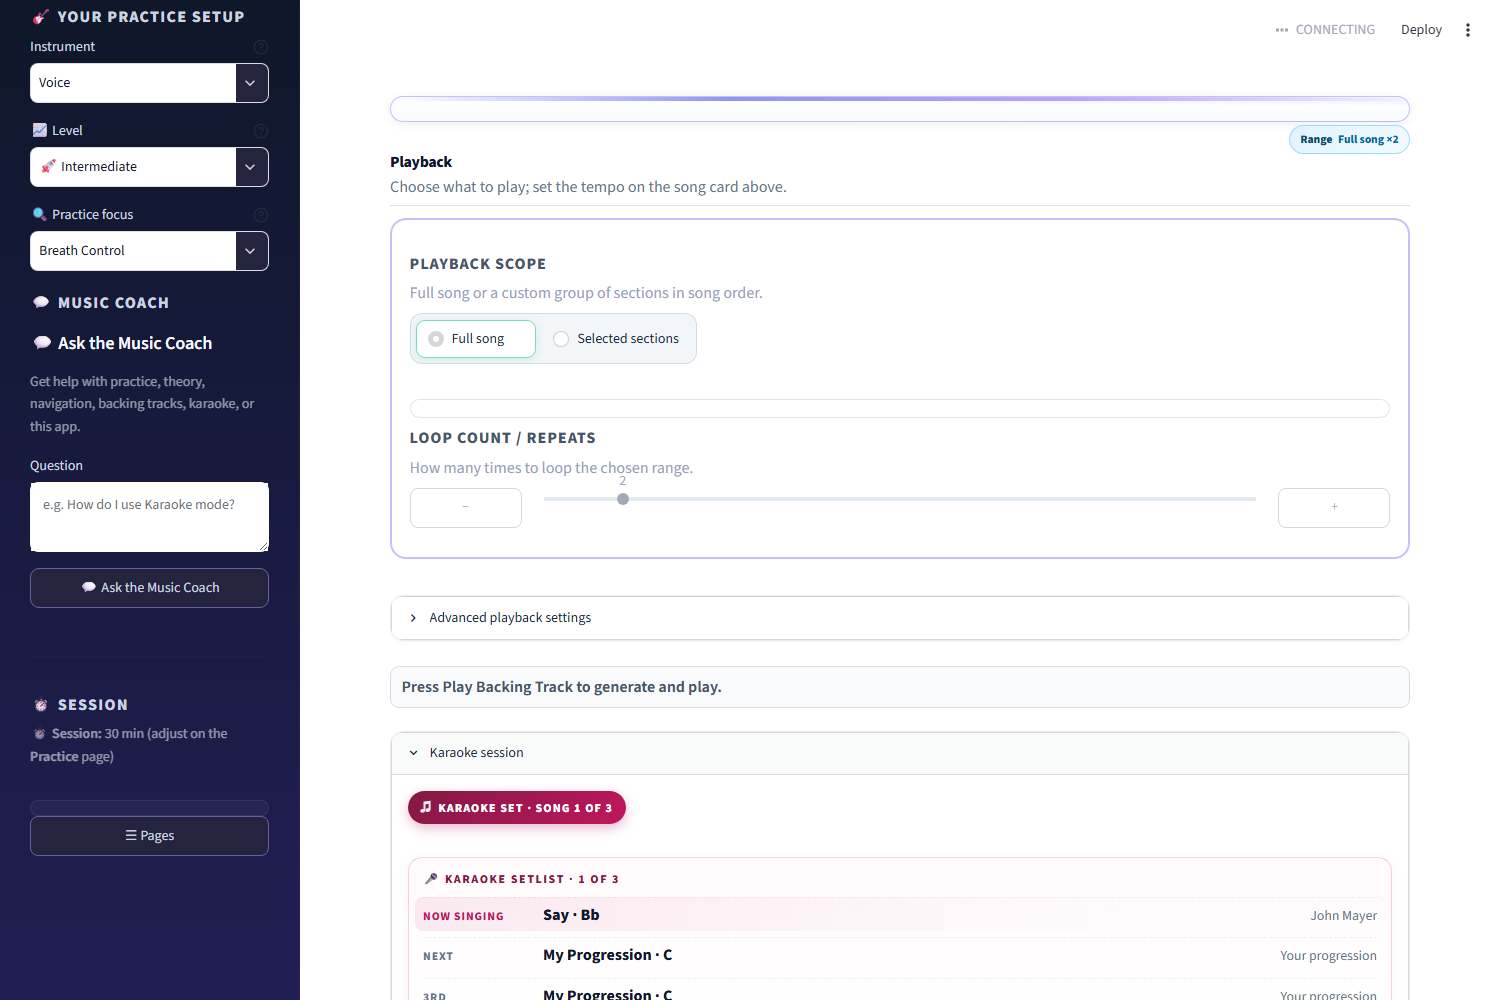 YOUR PRACTICE SETUP
Instrument
Voice
Level
Intermediate
Practice focus
Breath Control
MUSIC COACH
Ask the Music Coach
Get help with practice, theory,
navigation, backing tracks, karaoke, or
this app.
Question
e.g. How do I use Karaoke mode?
Ask the Music Coach
SESSION
Session: 30 min (adjust on the
Practice page)
☰ Pages
CONNECTING
Deploy
Range Full song ×2
Playback
Choose what to play; set the tempo on the song card above.
PLAYBACK SCOPE
Full song or a custom group of sections in song order.
Full song
Selected sections
LOOP COUNT / REPEATS
How many times to loop the chosen range.
2
−
+
Advanced playback settings
Press Play Backing Track to generate and play.
Karaoke session
KARAOKE SET · SONG 1 OF 3
KARAOKE SETLIST · 1 OF 3
NOW SINGING Say · Bb John Mayer
NEXT My Progression · C Your progression
3RD My Progression · C Your progression